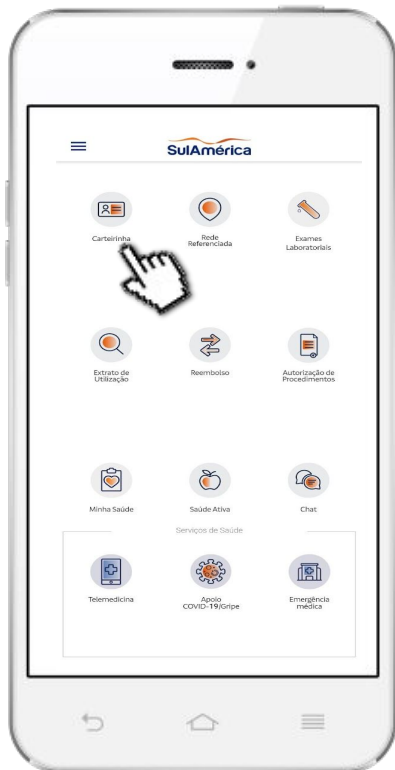 SulAmérica
Carteirinha
Rede
Referenciada
Exames
Laboratoriais
Extrato de
Utilização
Reembolso
Autorização de
Procedimentos
Minha Saúde
Saúde Ativa
Chat
Serviços de Saúde
Telemedicina
Apoio
COVID-19/Gripe
Emergência
médica